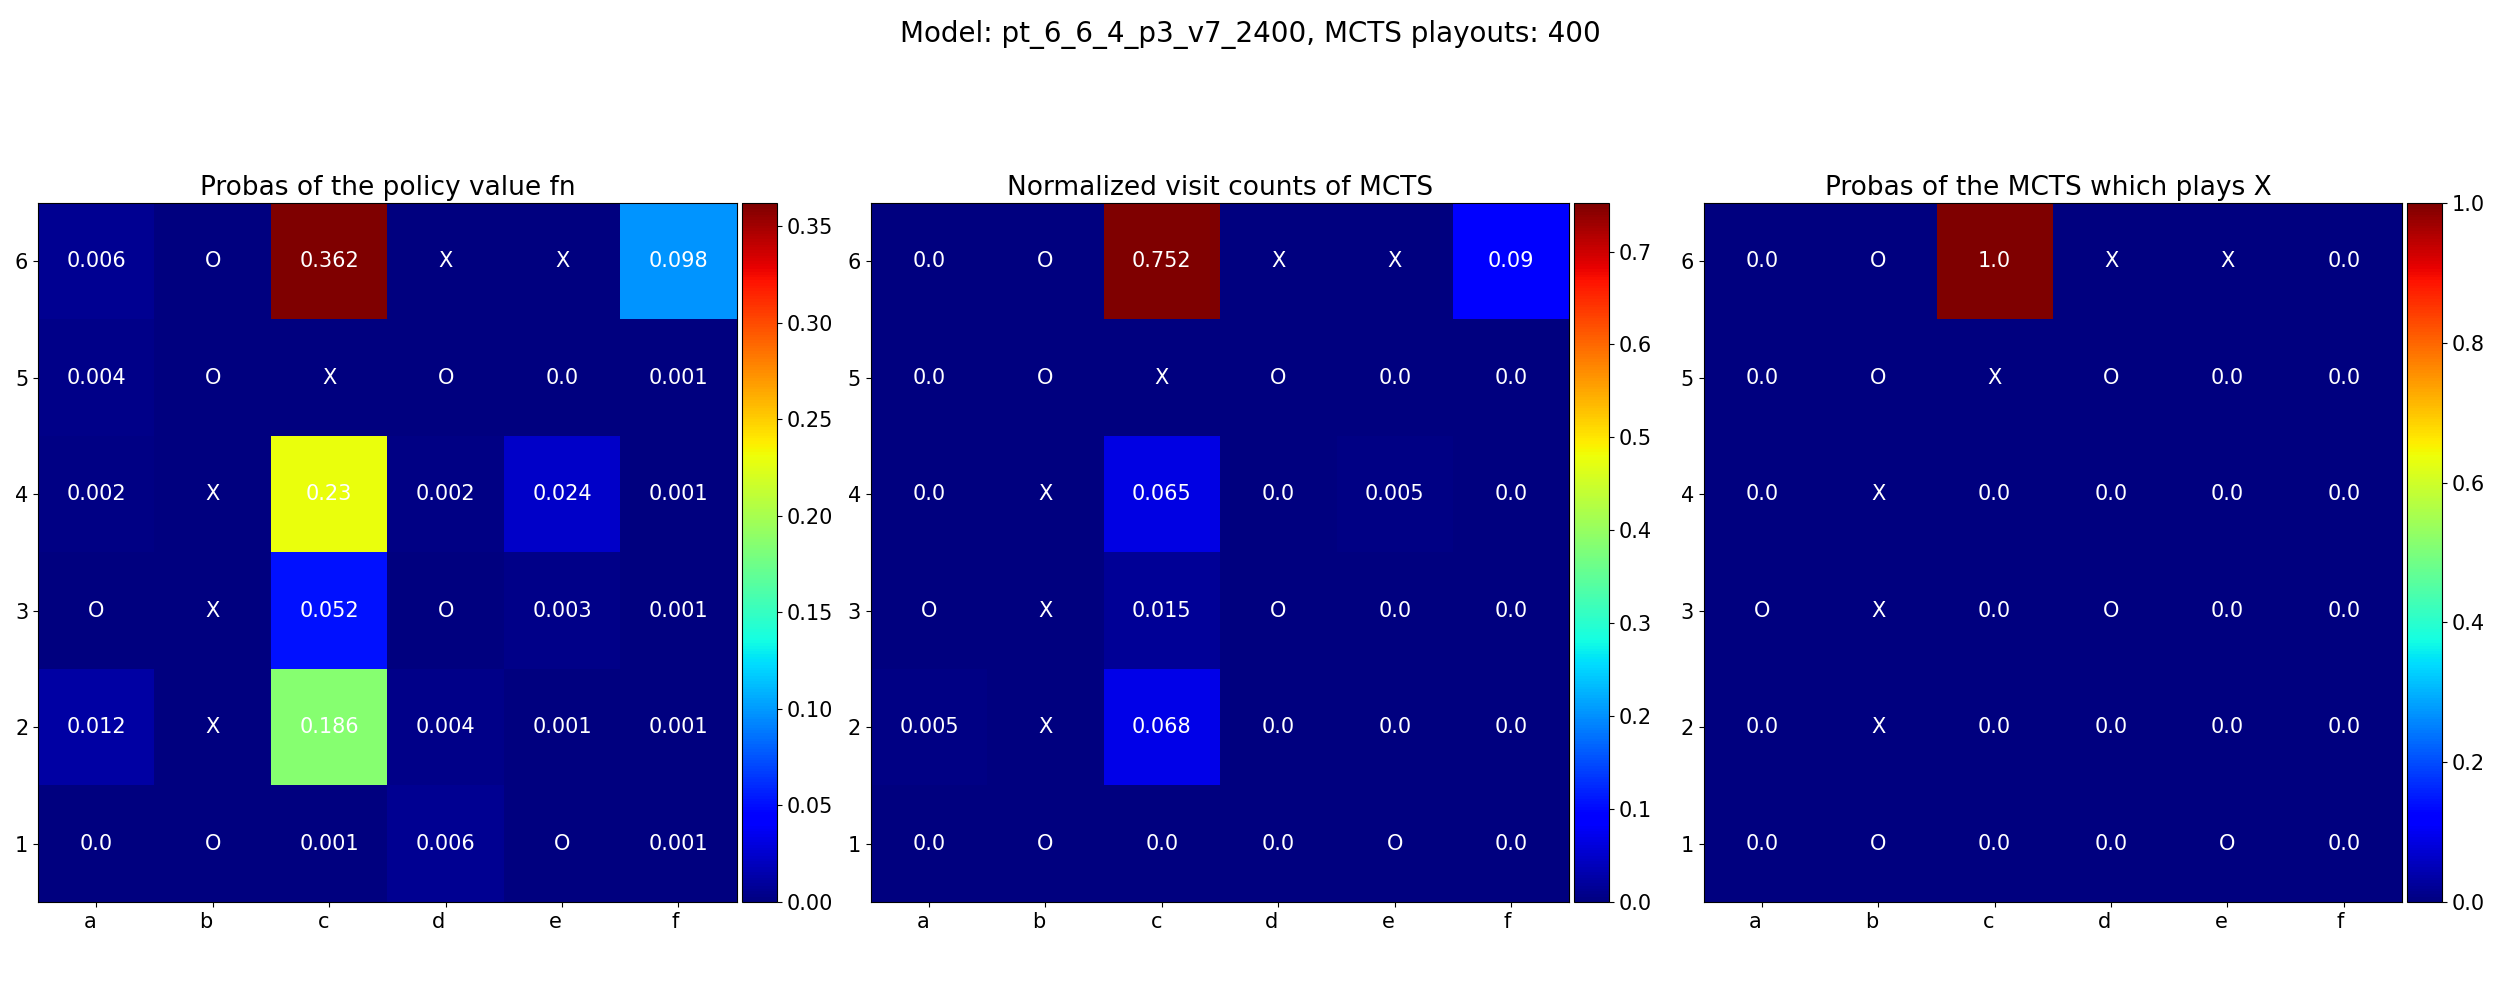 Model: pt_6_6_4_p3_v7_2400, MCTS playouts: 400
Probas of the policy value fn
6 0.006 O 0.362 X X 0.098
5 0.004 O X O 0.0 0.001
4 0.002 X 0.23 0.002 0.024 0.001
3 O X 0.052 O 0.003 0.001
2 0.012 X 0.186 0.004 0.001 0.001
1 0.0 O 0.001 0.006 O 0.001
a b c d e f
0.35
0.30
0.25
0.20
0.15
0.10
0.05
0.00
Normalized visit counts of MCTS
6 0.0 O 0.752 X X 0.09
5 0.0 O X O 0.0 0.0
4 0.0 X 0.065 0.0 0.005 0.0
3 O X 0.015 O 0.0 0.0
2 0.005 X 0.068 0.0 0.0 0.0
1 0.0 O 0.0 0.0 O 0.0
a b c d e f
0.7
0.6
0.5
0.4
0.3
0.2
0.1
0.0
Probas of the MCTS which plays X
6 0.0 O 1.0 X X 0.0
5 0.0 O X O 0.0 0.0
4 0.0 X 0.0 0.0 0.0 0.0
3 O X 0.0 O 0.0 0.0
2 0.0 X 0.0 0.0 0.0 0.0
1 0.0 O 0.0 0.0 O 0.0
a b c d e f
1.0
0.8
0.6
0.4
0.2
0.0